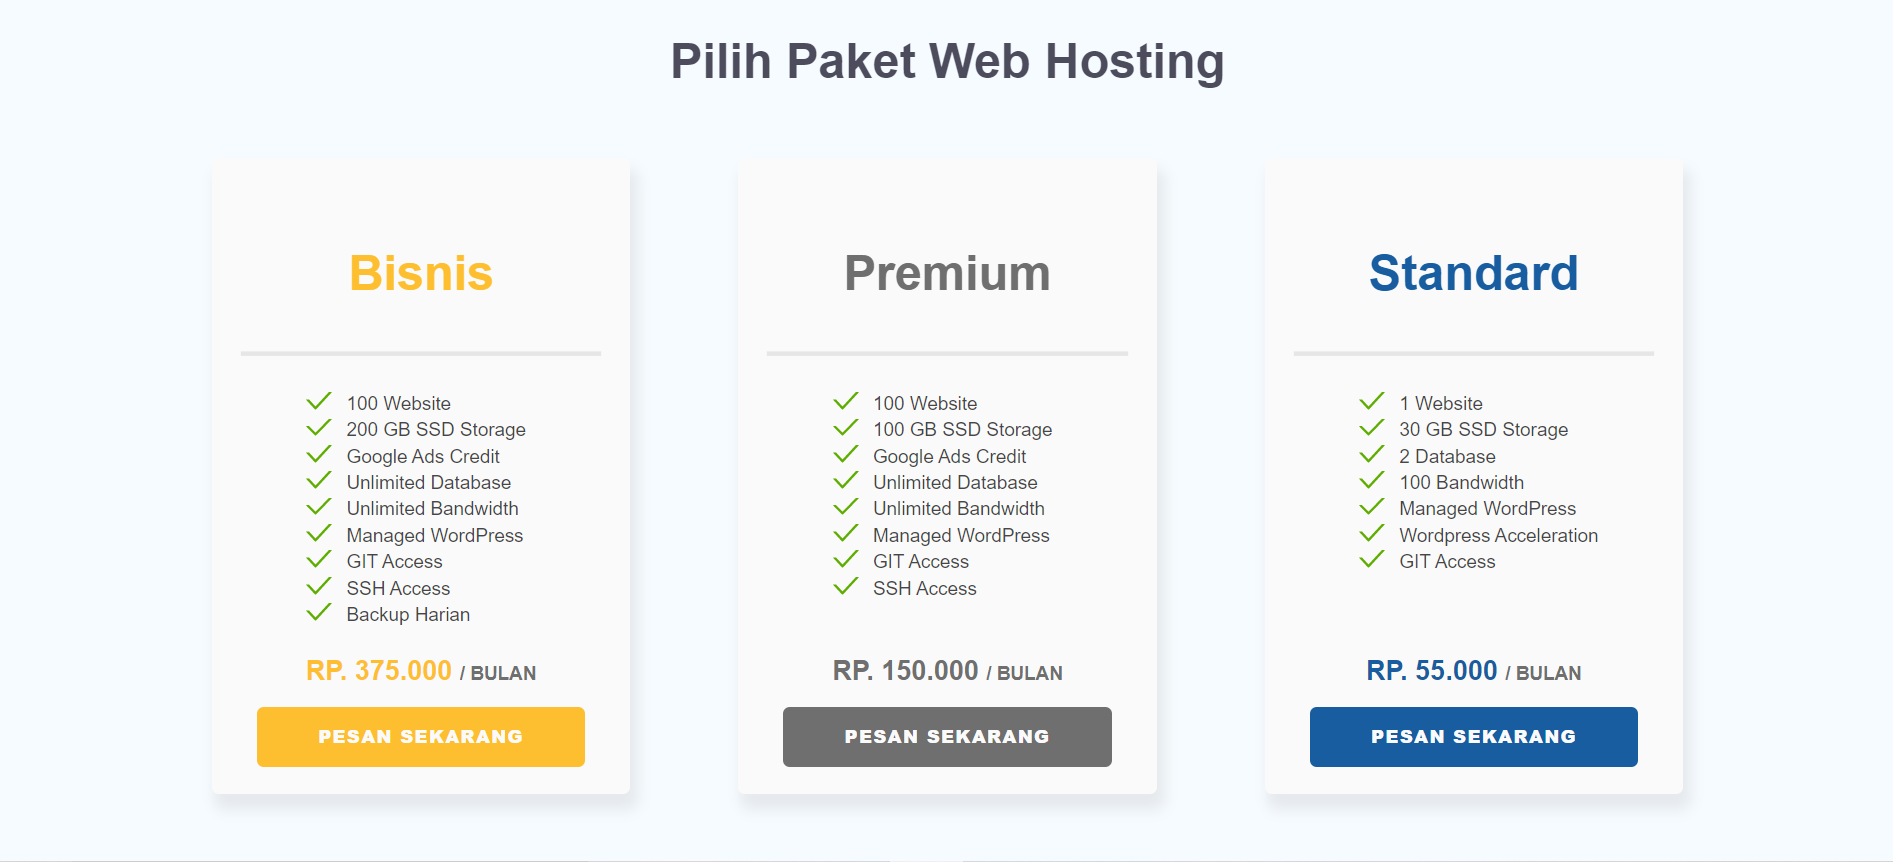 Pilih Paket Web Hosting
Bisnis
100 Website
200 GB SSD Storage
Google Ads Credit
Unlimited Database
Unlimited Bandwidth
Managed WordPress
GIT Access
SSH Access
Backup Harian
RP. 375.000 / BULAN
PESAN SEKARANG
Premium
100 Website
100 GB SSD Storage
Google Ads Credit
Unlimited Database
Unlimited Bandwidth
Managed WordPress
GIT Access
SSH Access
RP. 150.000 / BULAN
PESAN SEKARANG
Standard
1 Website
30 GB SSD Storage
2 Database
100 Bandwidth
Managed WordPress
Wordpress Acceleration
GIT Access
RP. 55.000 / BULAN
PESAN SEKARANG